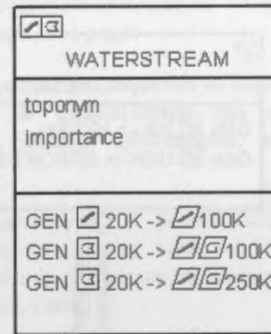 WATERSTREAM
toponym
importance
GEN 20K -> 100K
GEN 20K -> G 100K
GEN 20K -> G 250K